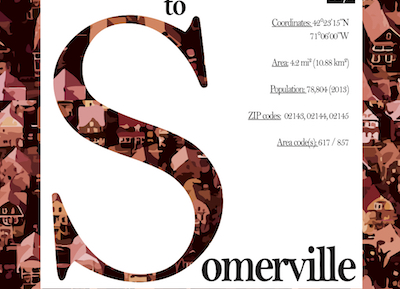 to
Coordinates: 42°23′15″N
71°06′00″W
Area: 4.2 mi² (10.88 km²)
Population: 78,804 (2013)
ZIP codes: 02143, 02144, 02145
Area code(s): 617 / 857
Somerville